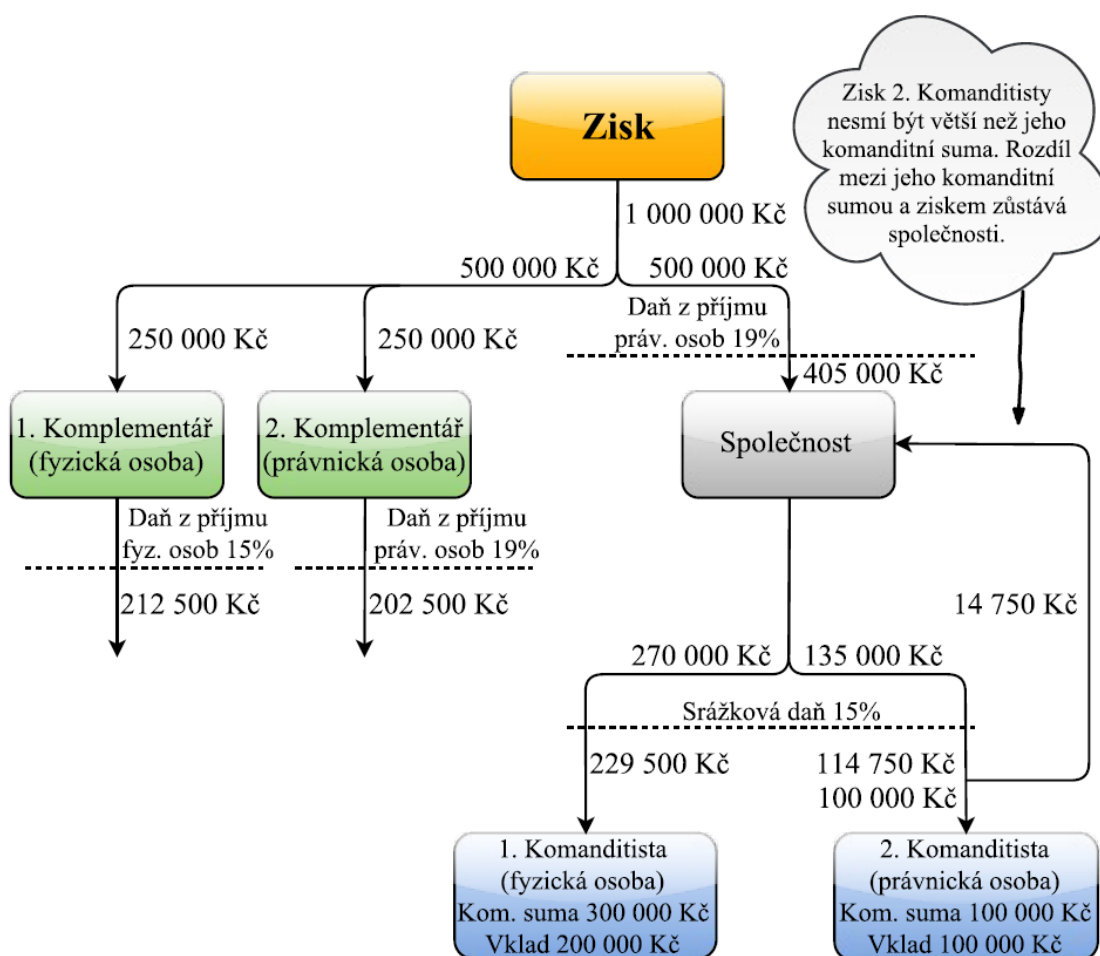 Zisk 2. Komanditisty
nesmí být větší než jeho
komanditní suma. Rozdíl
mezi jeho komanditní
sumou a ziskem zůstává
společnosti.
Zisk
1 000 000 Kč
500 000 Kč
500 000 Kč
250 000 Kč
250 000 Kč
Daň z příjmu
práv. osob 19%
405 000 Kč
1. Komplementář
(fyzická osoba)
2. Komplementář
(právnická osoba)
Společnost
Daň z příjmu
fyz. osob 15%
Daň z příjmu
práv. osob 19%
212 500 Kč
202 500 Kč
14 750 Kč
270 000 Kč
135 000 Kč
Srážková daň 15%
229 500 Kč
114 750 Kč
100 000 Kč
1. Komanditista
(fyzická osoba)
Kom. suma 300 000 Kč
Vklad 200 000 Kč
2. Komanditista
(právnická osoba)
Kom. suma 100 000 Kč
Vklad 100 000 Kč